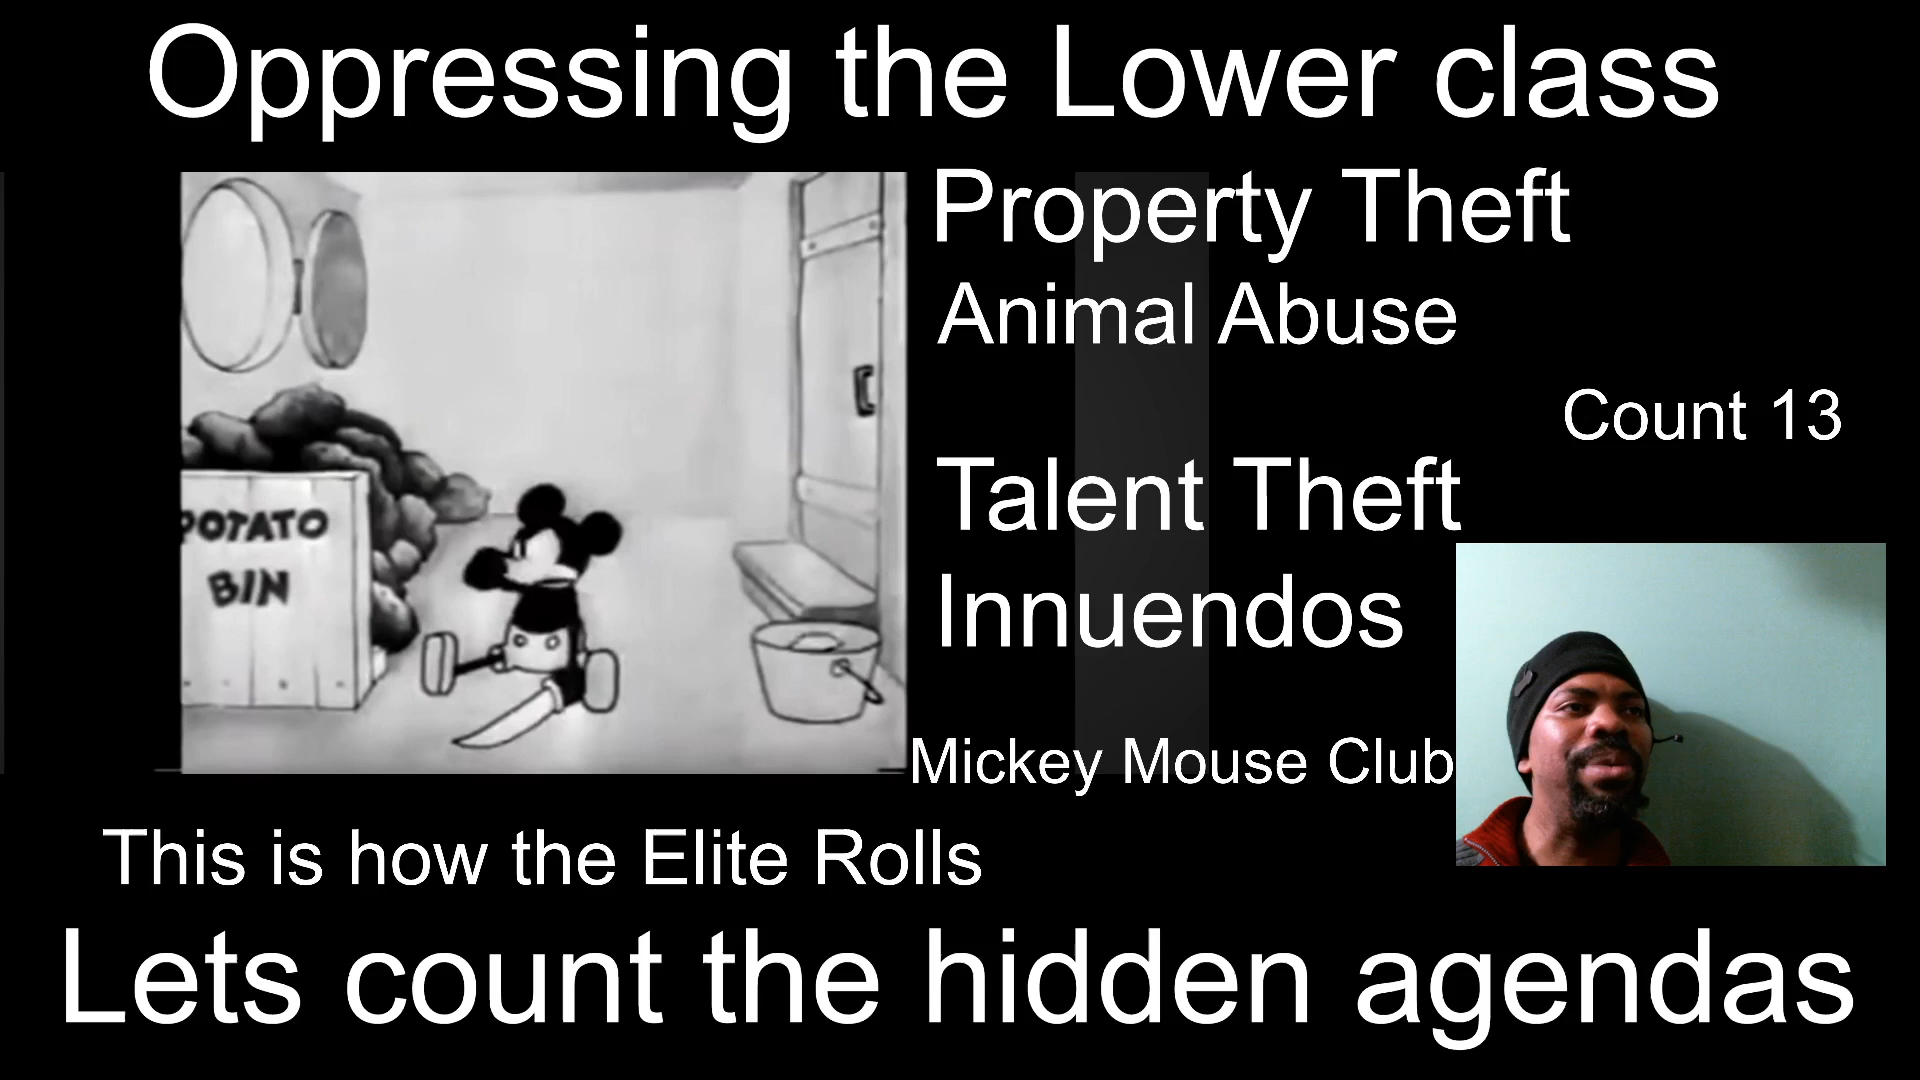 Oppressing the Lower class
Property Theft
Animal Abuse
Count 13
Talent Theft
POTATO
BIN
Innuendos
Mickey Mouse Club
This is how the Elite Rolls
Lets count the hidden agendas